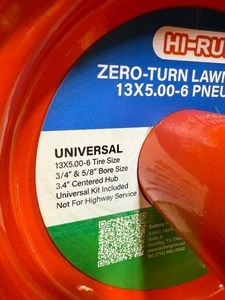 HI-RU
ZERO-TURN LAWN
13X5.00-6 PNEU
UNIVERSAL
13X5.00-6 Tire Size
3/4" & 5/8" Bore Size
3.4" Centered Hub
Universal Kit Included
Not For Highway Service